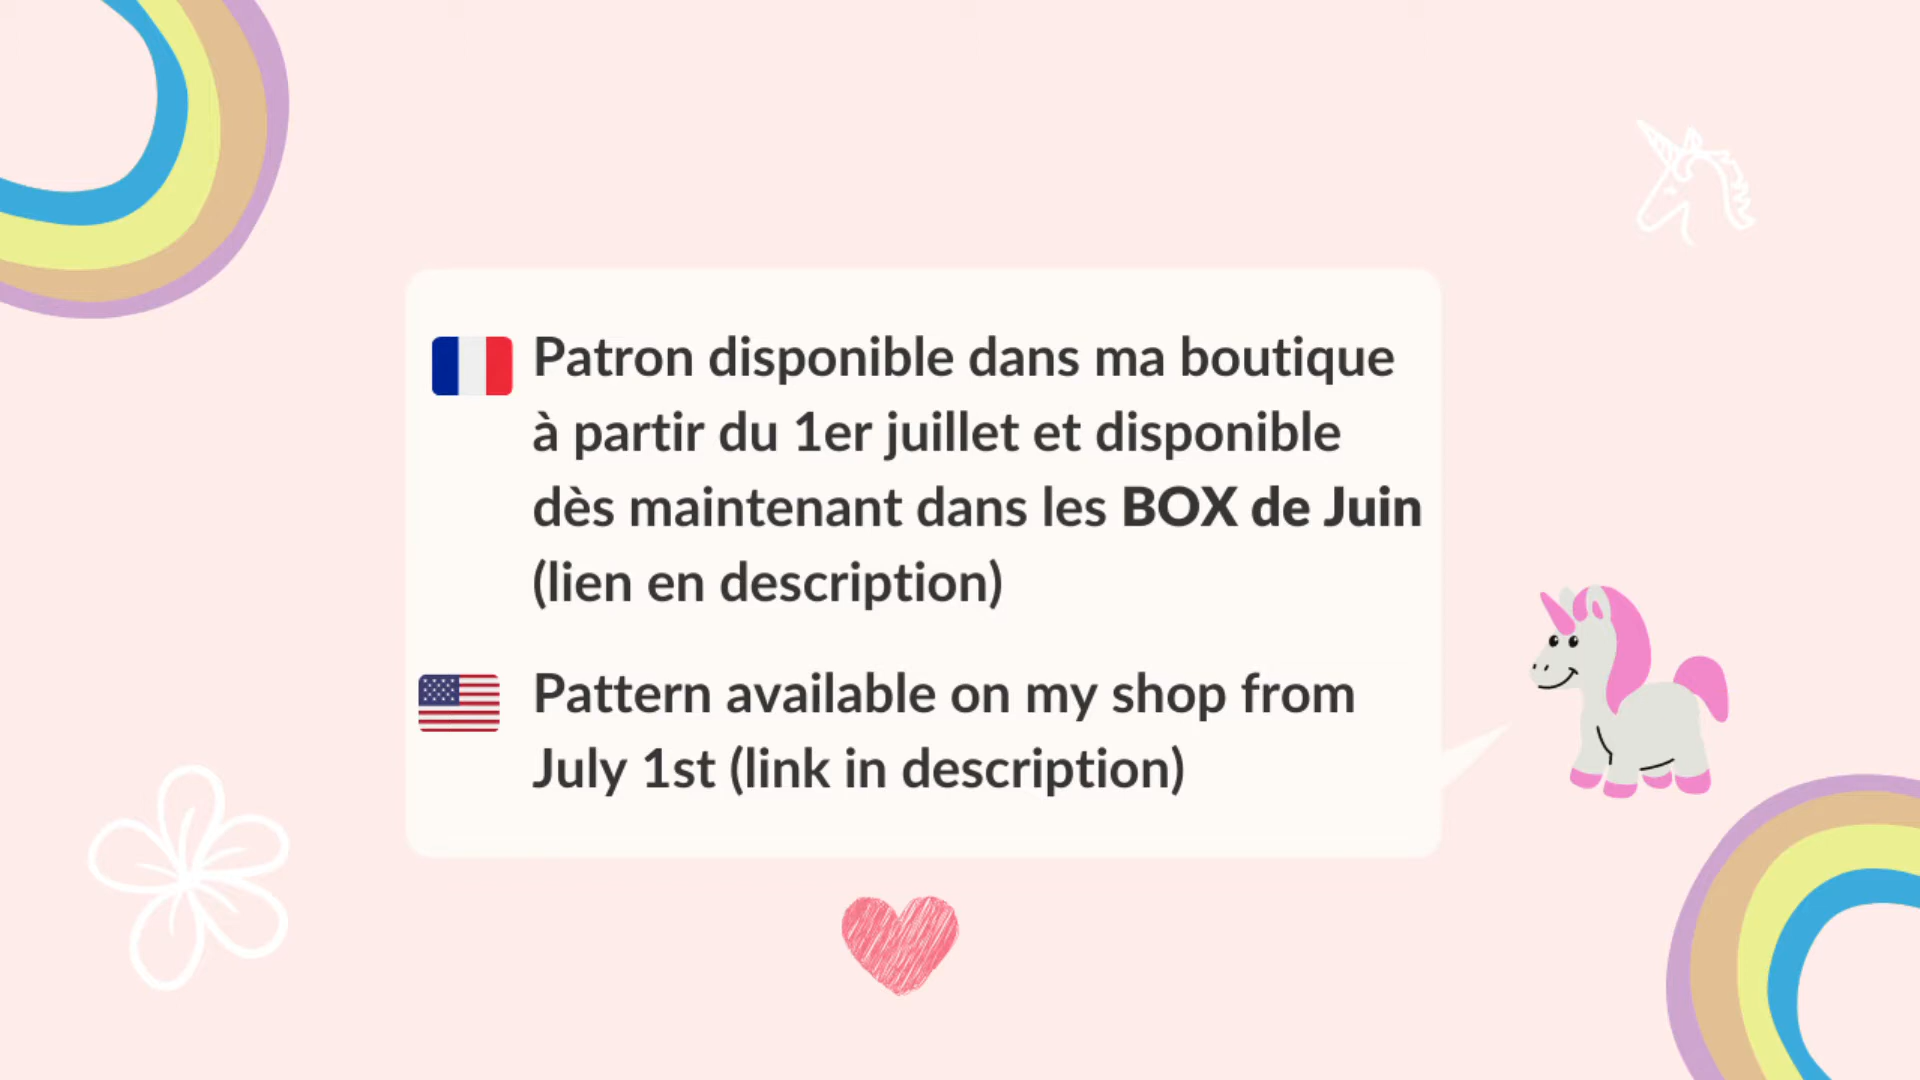 Patron disponible dans ma boutique
à partir du 1er juillet et disponible
dès maintenant dans les BOX de Juin
(lien en description)
Pattern available on my shop from
July 1st (link in description)